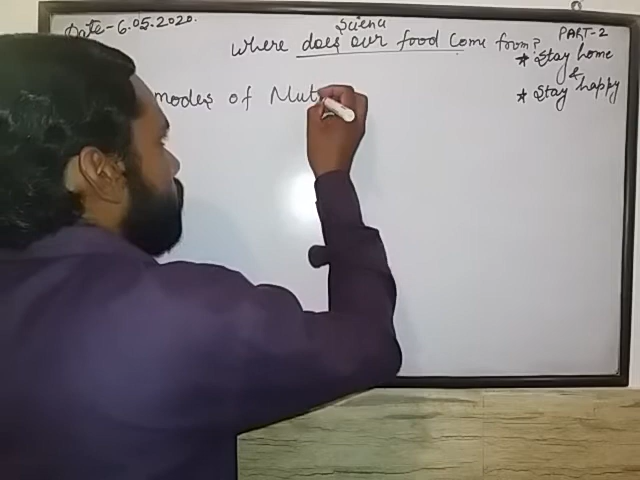 Date-6.05.2020.
Science
PART-2
Where does our food Come from?
* Stay home
&
* Stay happy
modes of Nut